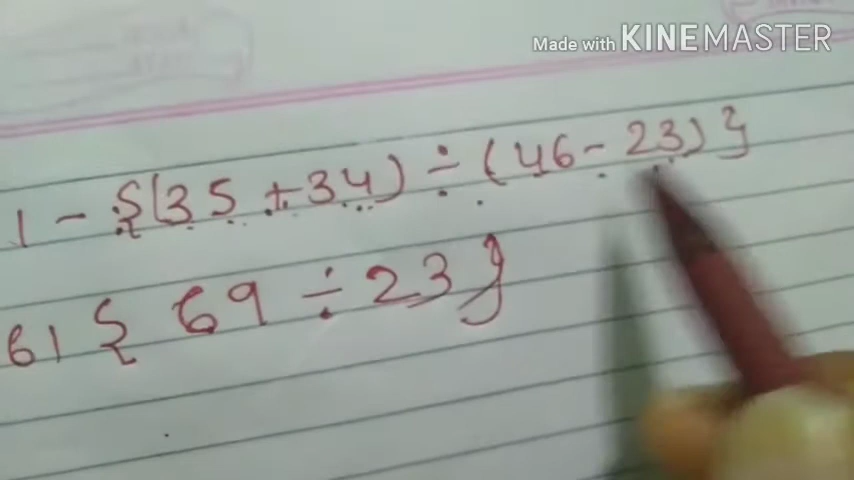 Made with KINEMASTER
1 - {(35 + 34) ÷ (46 - 23)}
61 { 69 ÷ 23}